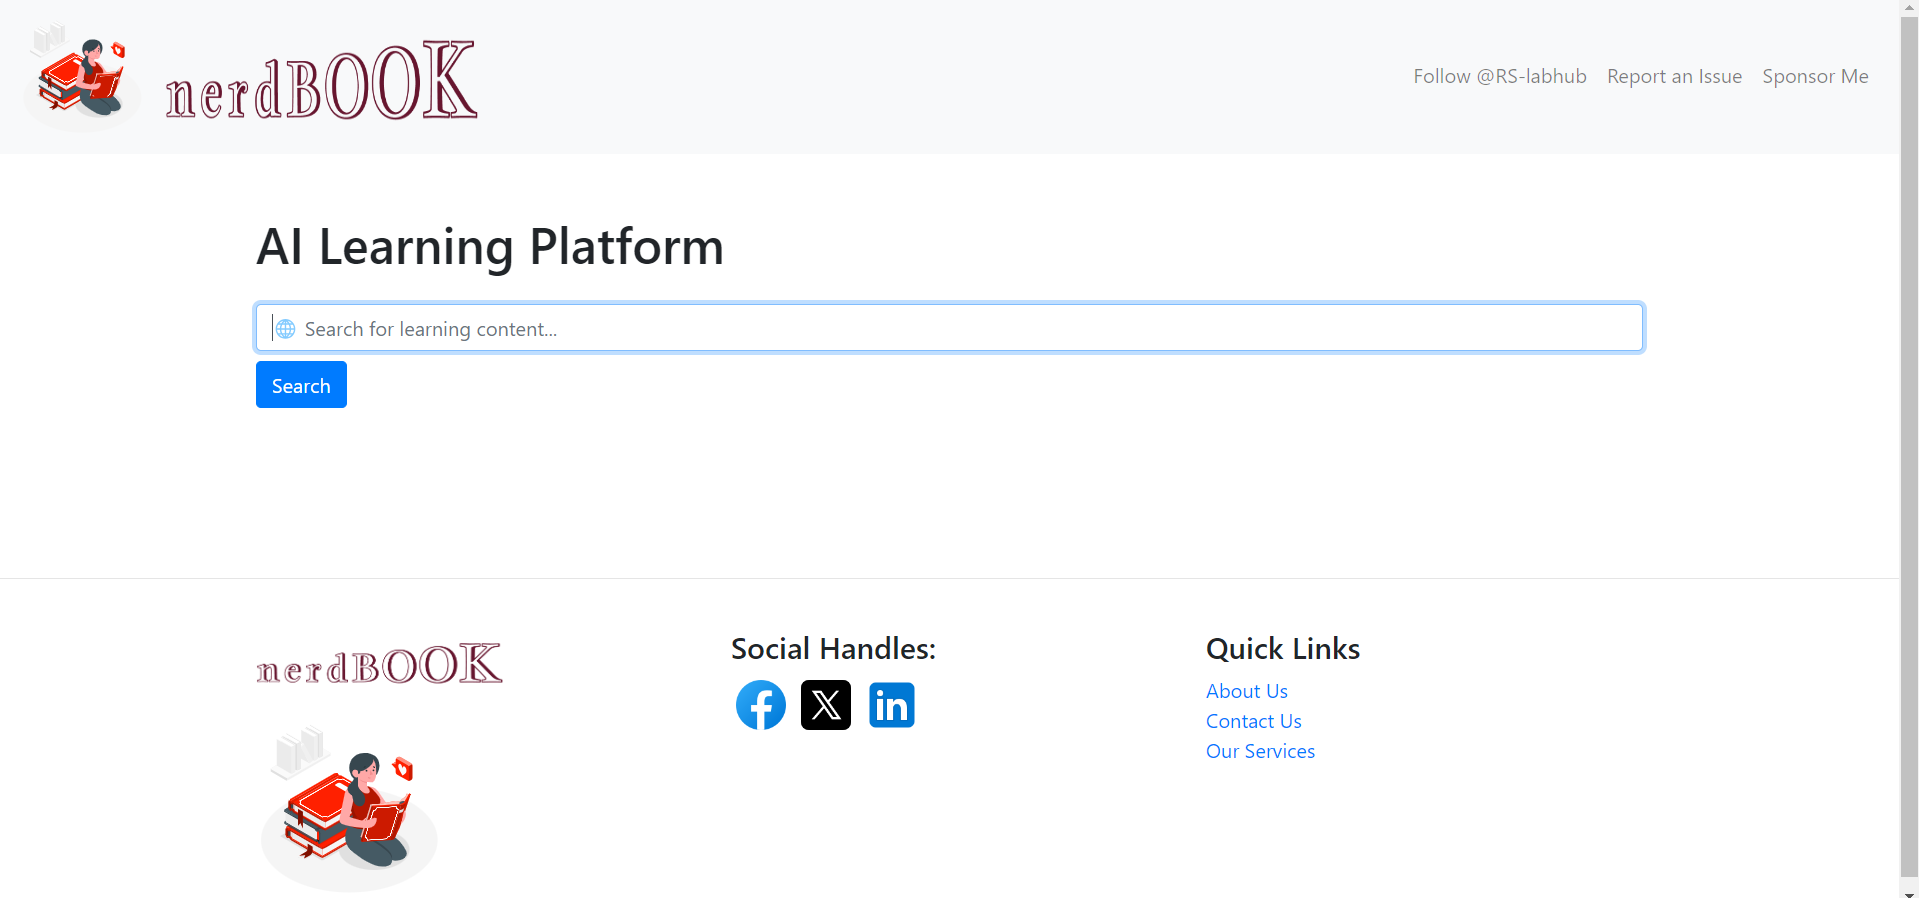 nerdBOOK
Follow @RS-labhub Report an Issue Sponsor Me
AI Learning Platform
Search for learning content...
Search
nerdBOOK
Social Handles:
Quick Links
About Us
Contact Us
Our Services